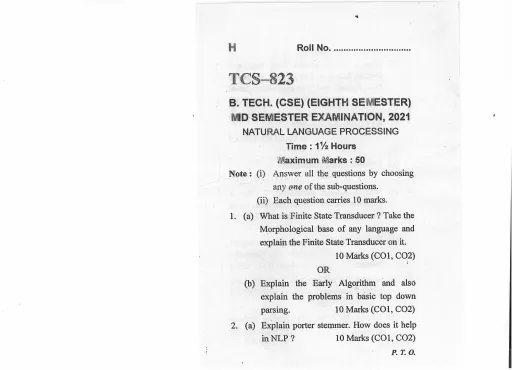 H Roll No. ..............................
TCS–823
B. TECH. (CSE) (EIGHTH SEMESTER)
MID SEMESTER EXAMINATION, 2021
NATURAL LANGUAGE PROCESSING
Time : 1½ Hours
Maximum Marks : 50
Note : (i) Answer all the questions by choosing
any one of the sub-questions.
(ii) Each question carries 10 marks.
1. (a) What is Finite State Transducer ? Take the
Morphological base of any language and
explain the Finite State Transducer on it.
10 Marks (CO1, CO2)
OR
(b) Explain the Early Algorithm and also
explain the problems in basic top down
parsing. 10 Marks (CO1, CO2)
2. (a) Explain porter stemmer. How does it help
in NLP ? 10 Marks (CO1, CO2)
P. T. O.